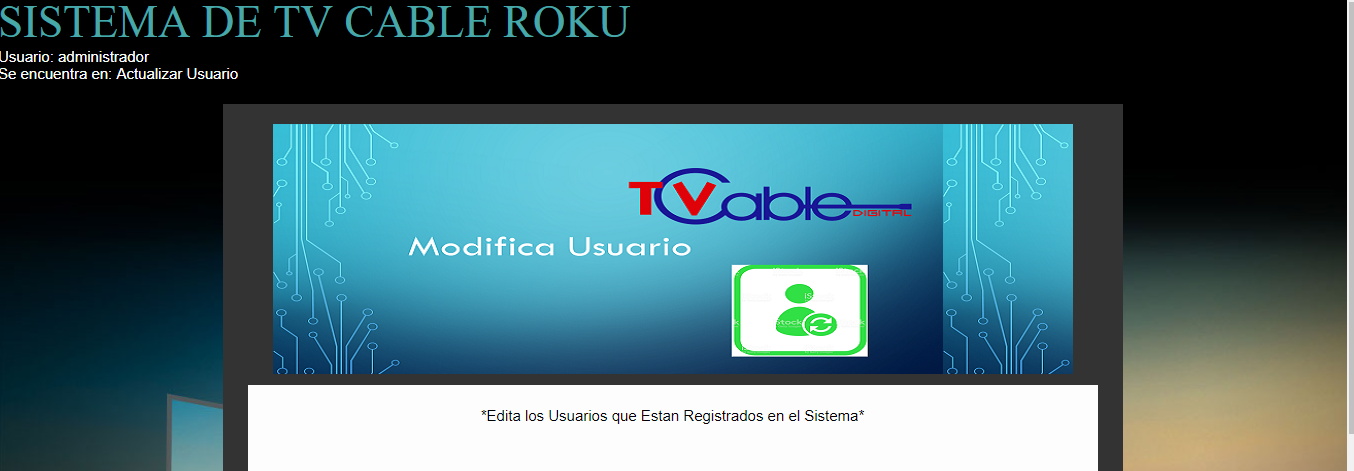 SISTEMA DE TV CABLE ROKU
Usuario: administrador
Se encuentra en: Actualizar Usuario
TVCable
DIGITAL
Modifica Usuario
iStock
*Edita los Usuarios que Estan Registrados en el Sistema*